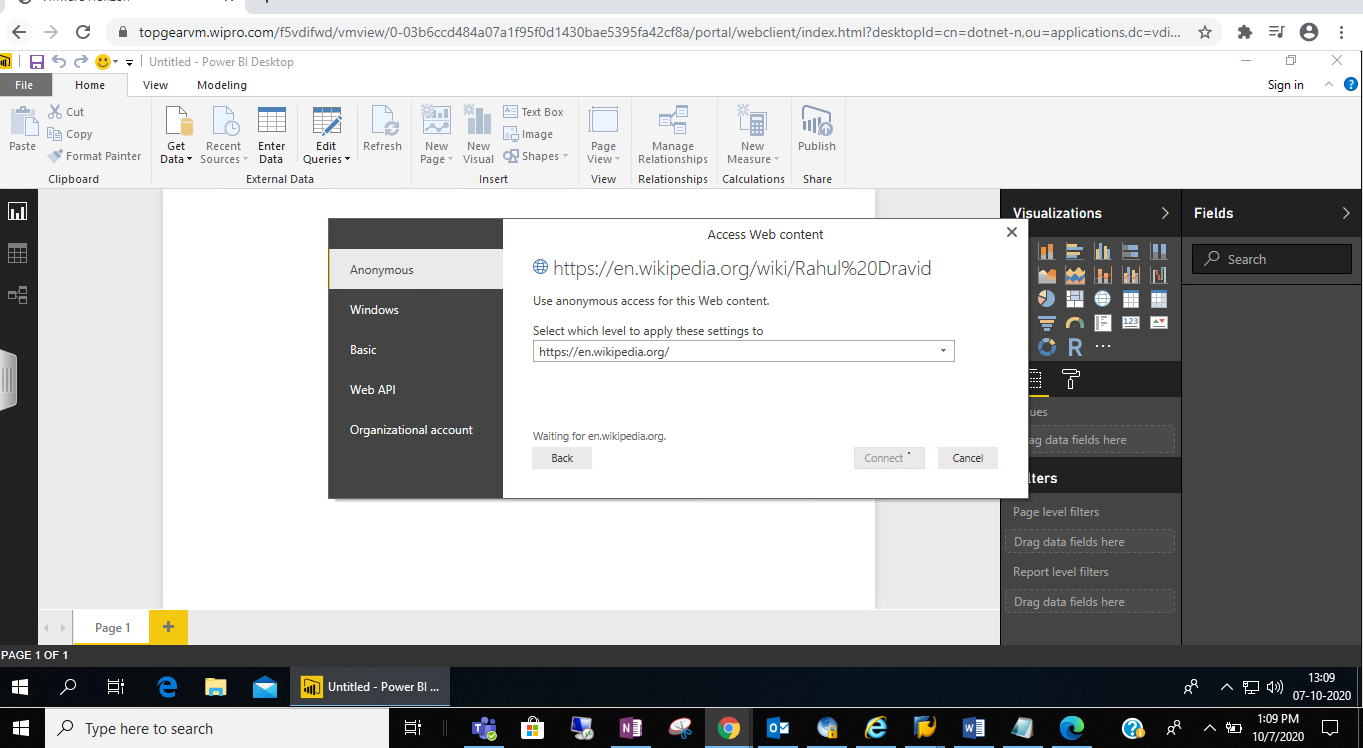 topgearvm.wipro.com/f5vdifwd/vmview/0-03b6ccd484a07a1f95f0d1430bae5395fa42cf8a/portal/webclient/index.html?desktopId=cn=dotnet-n,ou=applications,dc=vdi...
Untitled - Power BI Desktop
File Home View Modeling Sign in
Paste Cut Copy Format Painter
Get Data Recent Sources Enter Data Edit Queries Refresh
New Page New Visual Text Box Image Shapes
Page View Manage Relationships New Measure Publish
Clipboard External Data Insert View Relationships Calculations Share
Visualizations
Fields
Search
Access Web content
Anonymous
Windows
Basic
Web API
Organizational account
https://en.wikipedia.org/wiki/Rahul%20Dravid
Use anonymous access for this Web content.
Select which level to apply these settings to
https://en.wikipedia.org/
Waiting for en.wikipedia.org.
Back Connect Cancel
123
R
ues
ag data fields here
lters
Page level filters
Drag data fields here
Report level filters
Drag data fields here
Page 1
PAGE 1 OF 1
Untitled - Power BI ...
13:09
07-10-2020
Type here to search
1:09 PM
10/7/2020